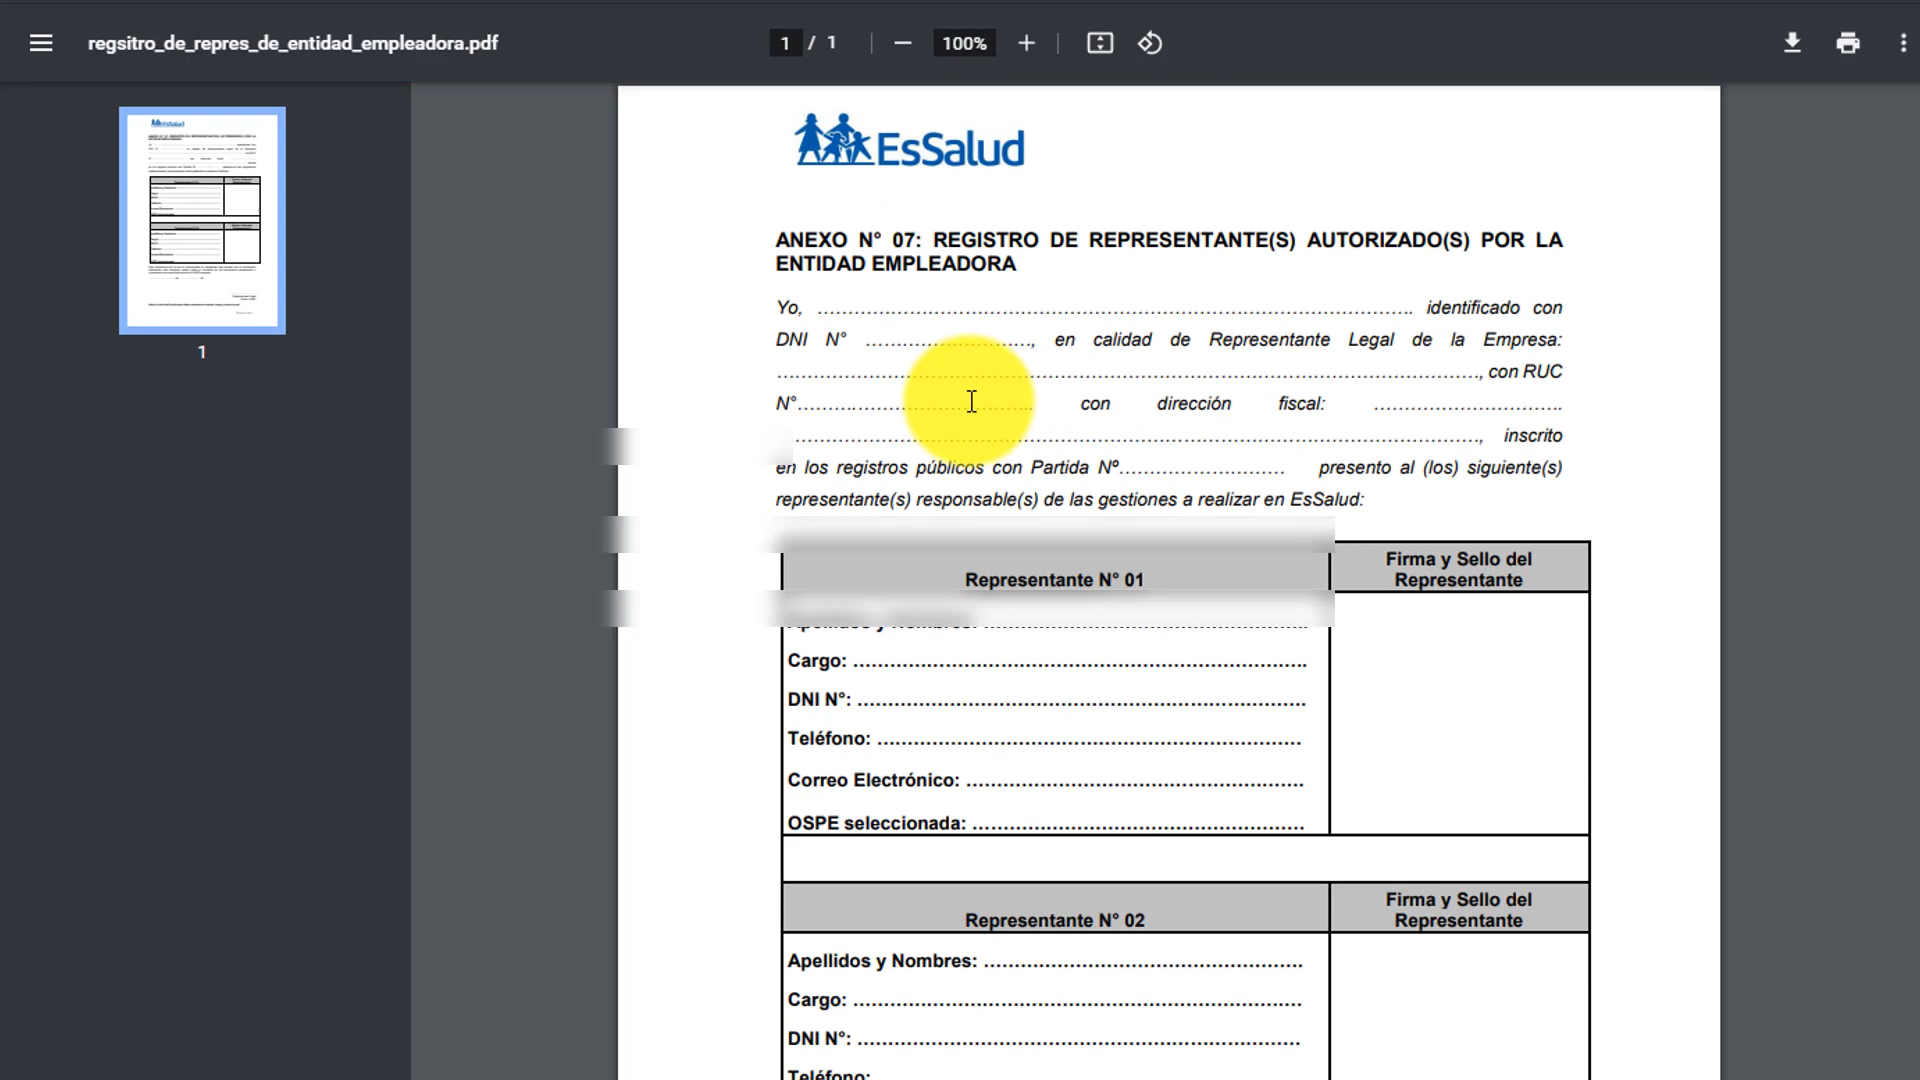 regsitro_de_repres_de_entidad_empleadora.pdf
1 / 1
100%
1
EsSalud
ANEXO N° 07: REGISTRO DE REPRESENTANTE(S) AUTORIZADO(S) POR LA
ENTIDAD EMPLEADORA
Yo, ……………………………………………………………………………………. identificado con
DNI N° ………………………, en calidad de Representante Legal de la Empresa:
……………………………………………………………………………………………………, con RUC
N°………………………………… con dirección fiscal: ………………………….
…………………………………………………………………………………………………, inscrito
en los registros públicos con Partida Nº……………………… presento al (los) siguiente(s)
representante(s) responsable(s) de las gestiones a realizar en EsSalud:
Representante N° 01
Firma y Sello del
Representante
Apellidos y Nombres: …………………………………………….
Cargo: ………………………………………………………………..
DNI N°: ……………………………………………………………….
Teléfono: ……………………………………………………………
Correo Electrónico: ……………………………………………….
OSPE seleccionada: ………………………………………………
Representante N° 02
Firma y Sello del
Representante
Apellidos y Nombres: …………………………………………….
Cargo: ……………………………………………………………….
DNI N°: ………………………………………………………………
Teléfono: